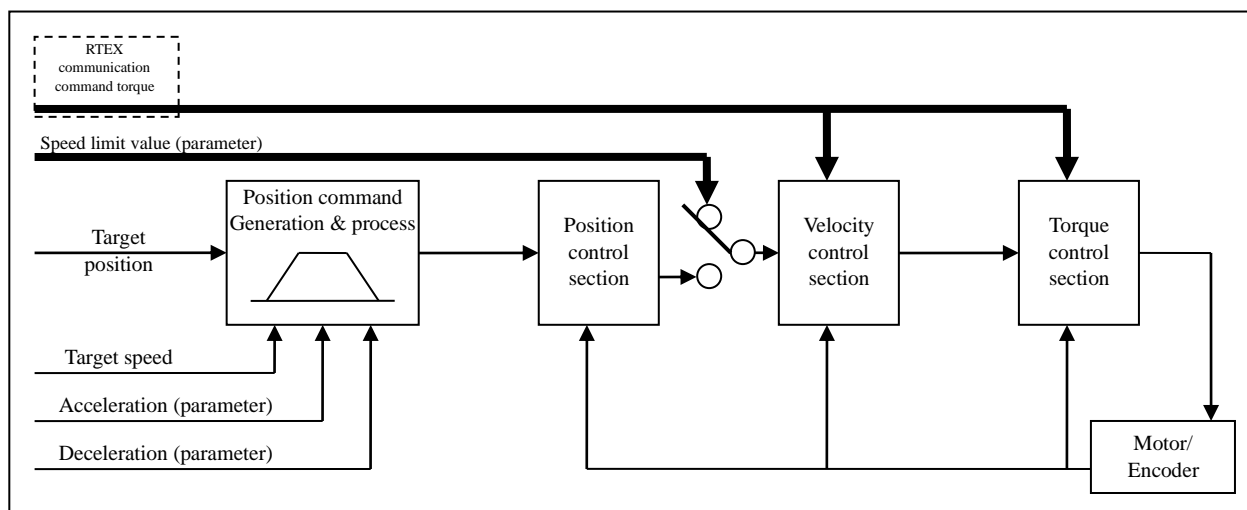 RTEX
communication
command torque
Speed limit value (parameter)
Position command
Generation & process
Position
control
section
Velocity
control
section
Torque
control
section
Target
position
Target speed
Acceleration (parameter)
Deceleration (parameter)
Motor/
Encoder